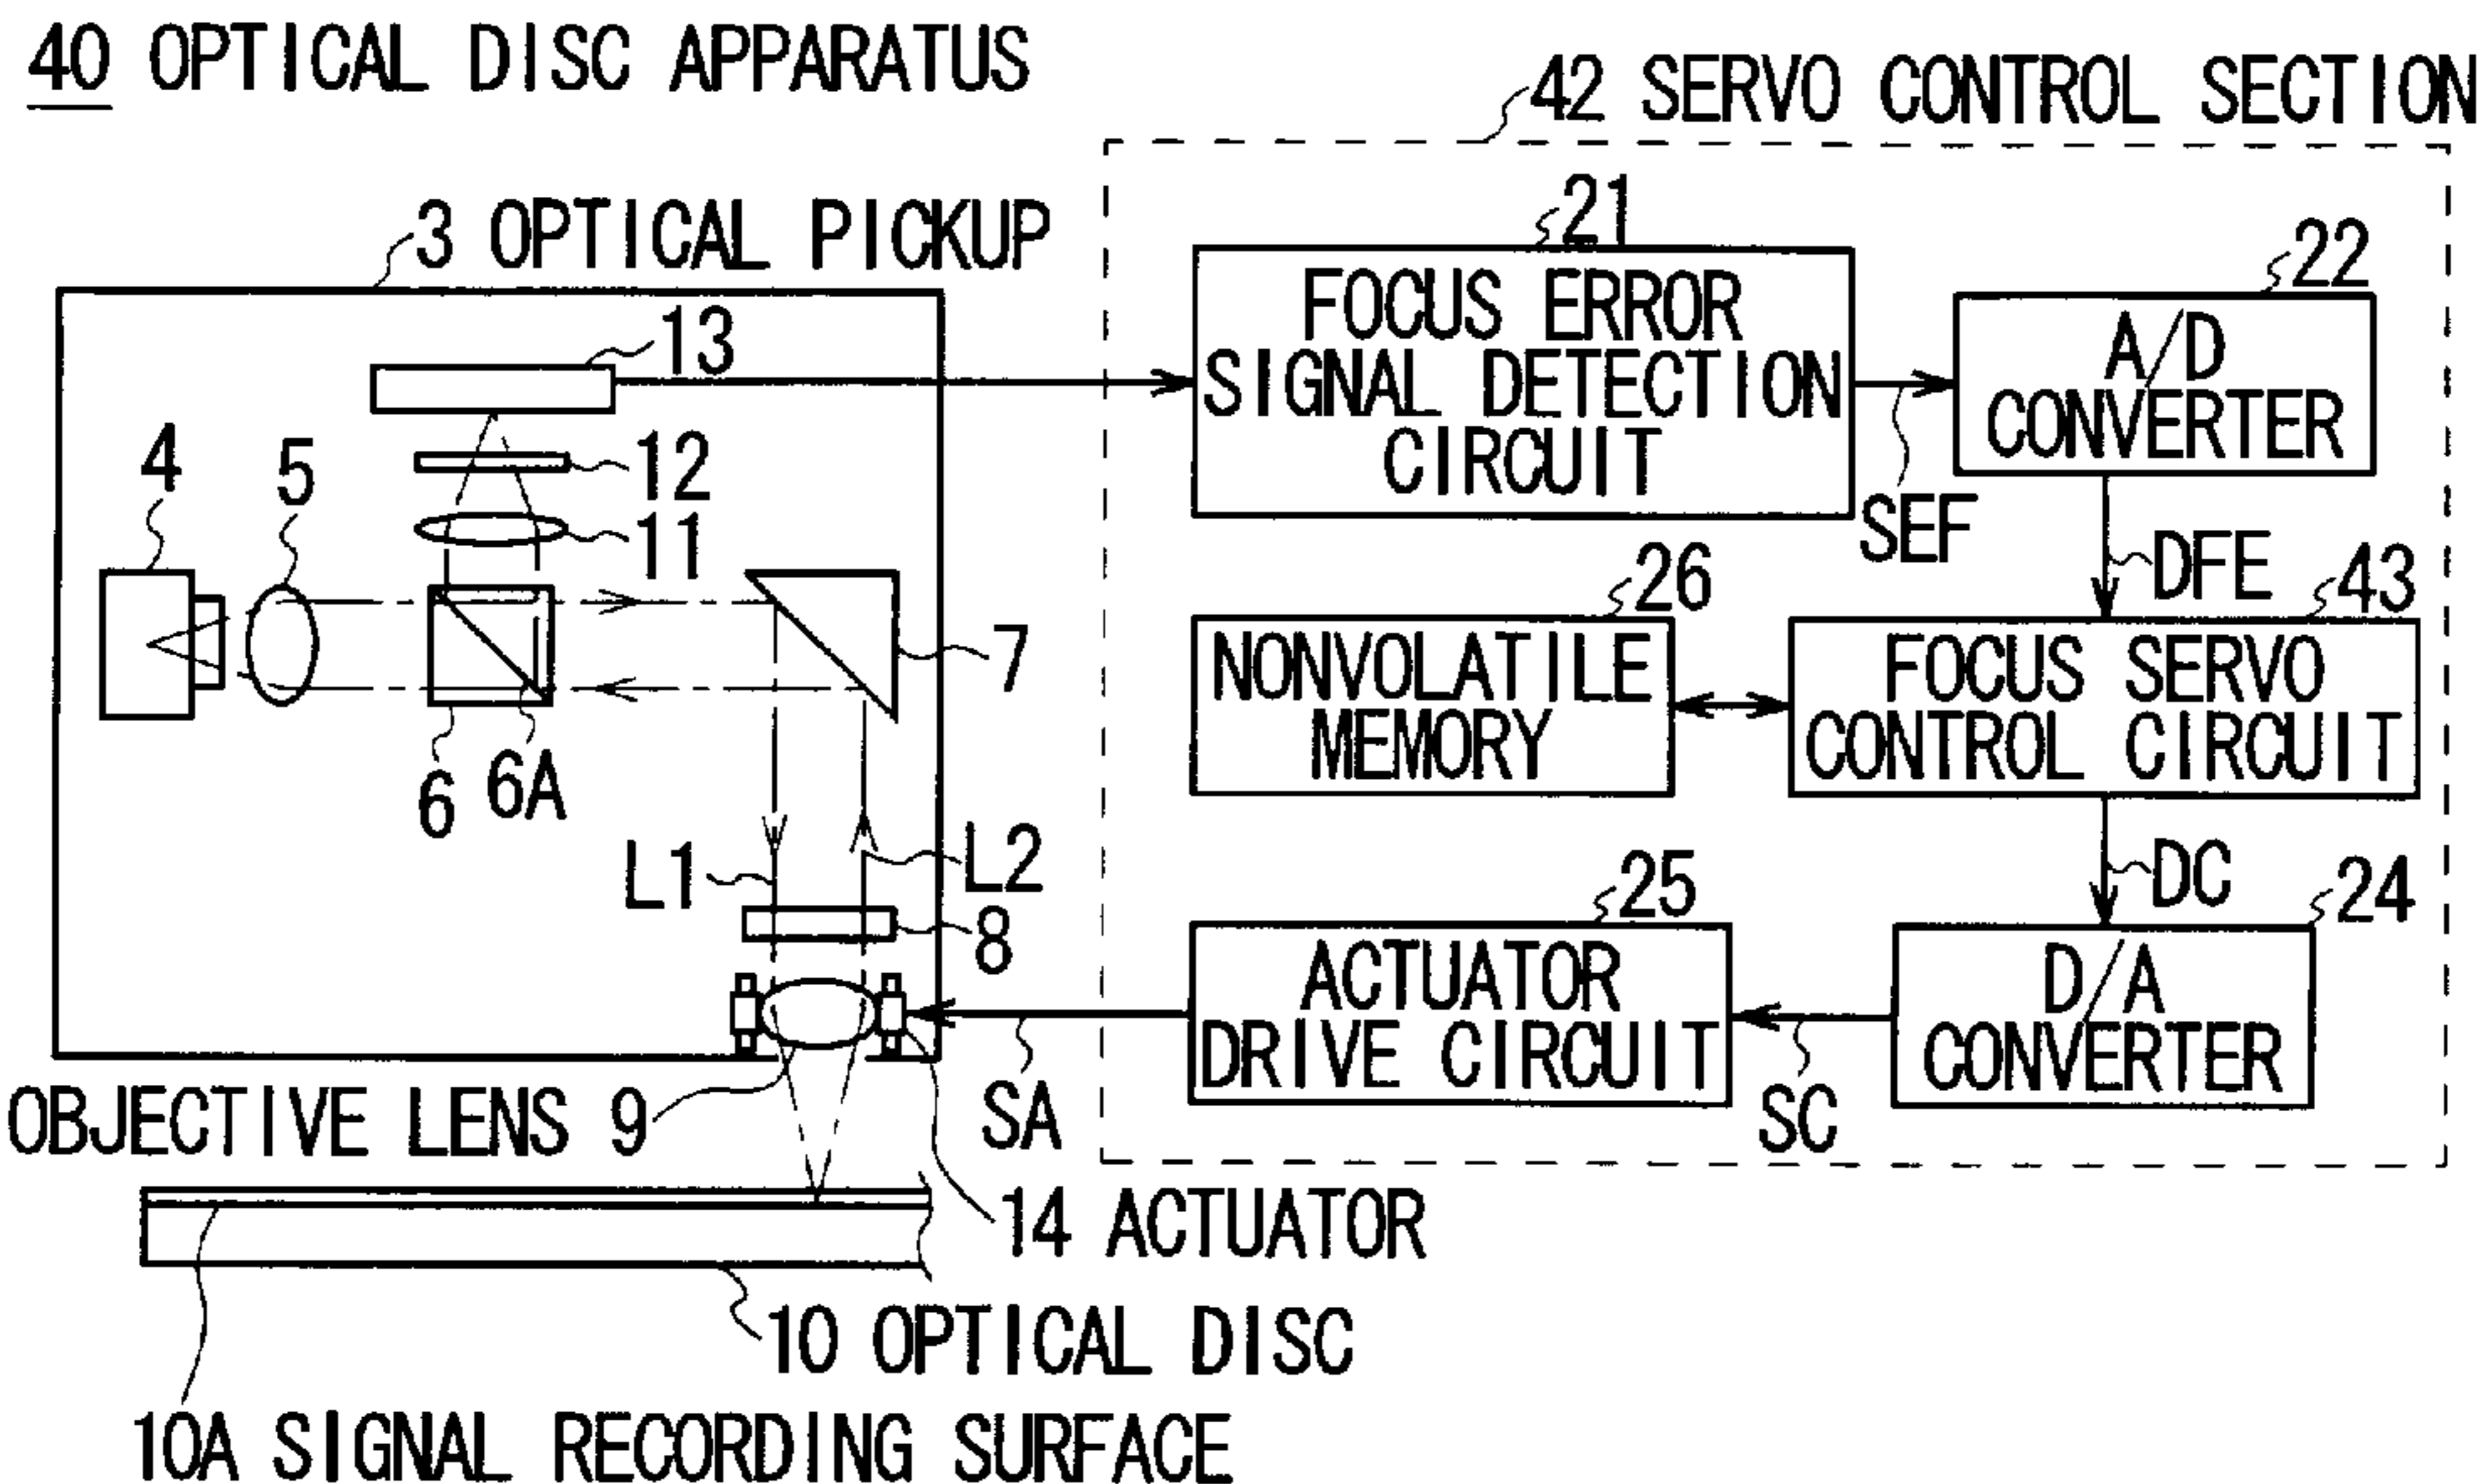 40 OPTICAL DISC APPARATUS
42 SERVO CONTROL SECTION
3 OPTICAL PICKUP
21
22
FOCUS ERROR
SIGNAL DETECTION
CIRCUIT
A/D
CONVERTER
13
12
11
4
5
SEF
DFE
26
43
NONVOLATILE
MEMORY
FOCUS SERVO
CONTROL CIRCUIT
7
6
6A
L1
L2
8
DC
25
24
ACTUATOR
DRIVE CIRCUIT
D/A
CONVERTER
OBJECTIVE LENS 9
SA
SC
14 ACTUATOR
10 OPTICAL DISC
10A SIGNAL RECORDING SURFACE